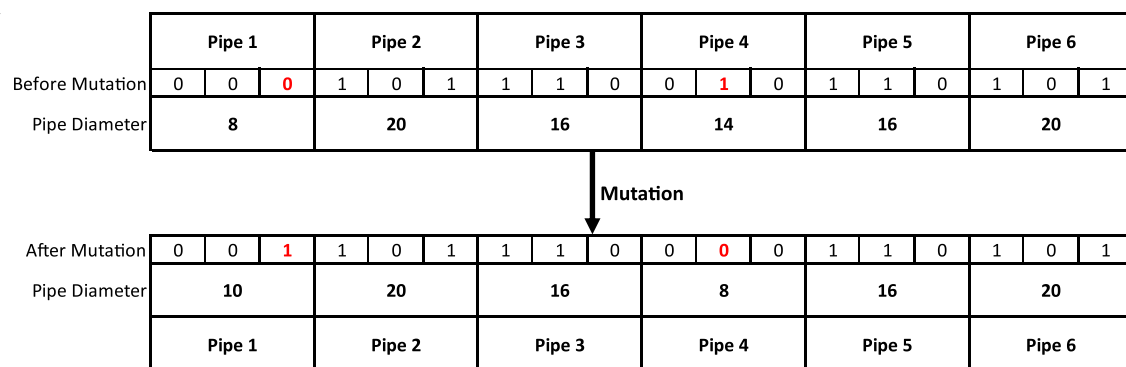 Pipe 1 Pipe 2 Pipe 3 Pipe 4 Pipe 5 Pipe 6
Before Mutation 0 0 0 1 0 1 1 1 0 0 1 0 1 1 0 1 0 1
Pipe Diameter 8 20 16 14 16 20
Mutation
After Mutation 0 0 1 1 0 1 1 1 0 0 0 0 1 1 0 1 0 1
Pipe Diameter 10 20 16 8 16 20
Pipe 1 Pipe 2 Pipe 3 Pipe 4 Pipe 5 Pipe 6